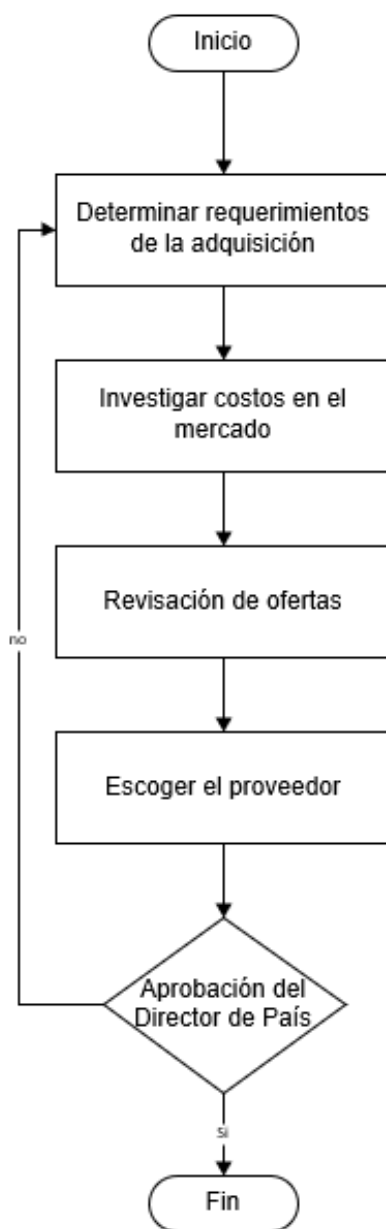 Inicio
Determinar requerimientos
de la adquisición
Investigar costos en el
mercado
Revisación de ofertas
no
Escoger el proveedor
Aprobación del
Director de País
Si
Fin